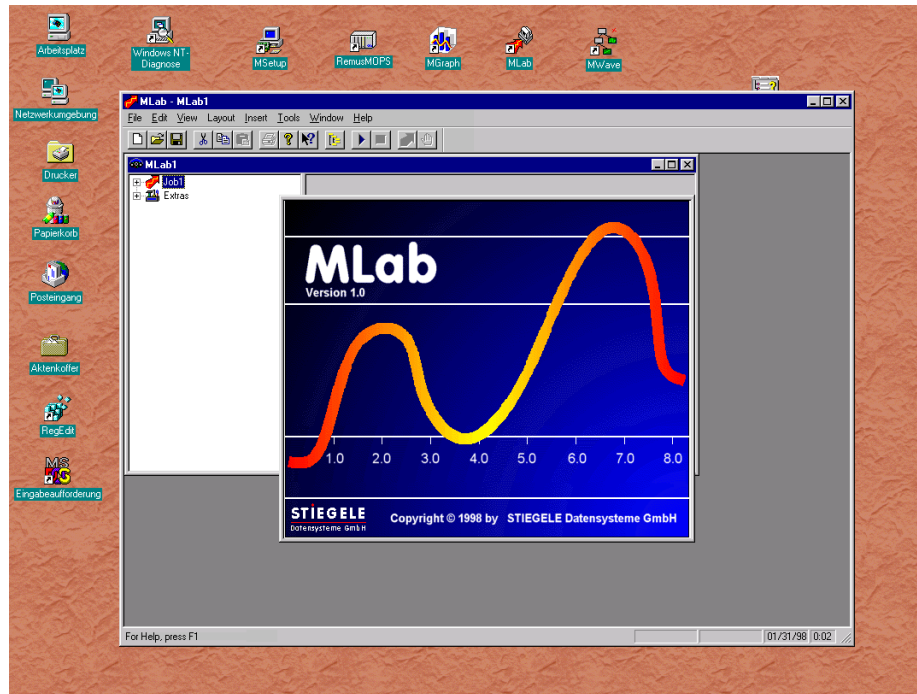 Arbeitsplatz
Windows NT-
Diagnose
MSetup
RemusMOPS
MGraph
MLab
MWave
Netzwerkumgebung
Drucker
Papierkorb
Posteingang
Aktenkoffer
RegEdit
MS
Eingabeaufforderung
MLab - MLab1
File Edit View Layout Insert Tools Window Help
MLab1
Job1
Extras
MLab
Version 1.0
1.0 2.0 3.0 4.0 5.0 6.0 7.0 8.0
STIEGELE
Datensysteme GmbH
Copyright © 1998 by STIEGELE Datensysteme GmbH
For Help, press F1
01/31/98 0:02